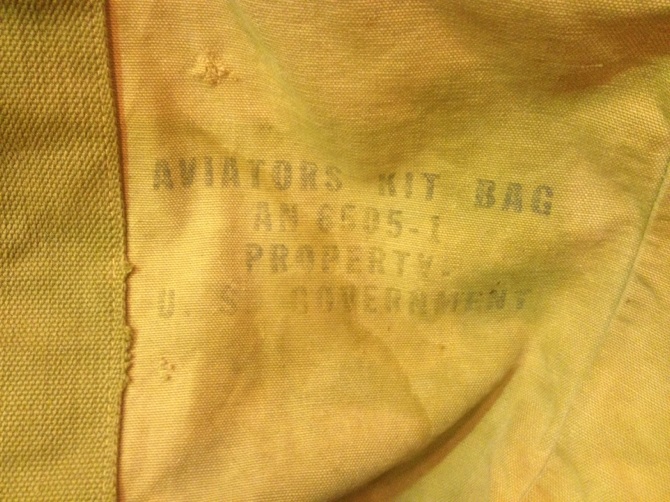 AVIATORS KIT BAG
AN 6505-1
PROPERTY
U. S. GOVERNMENT